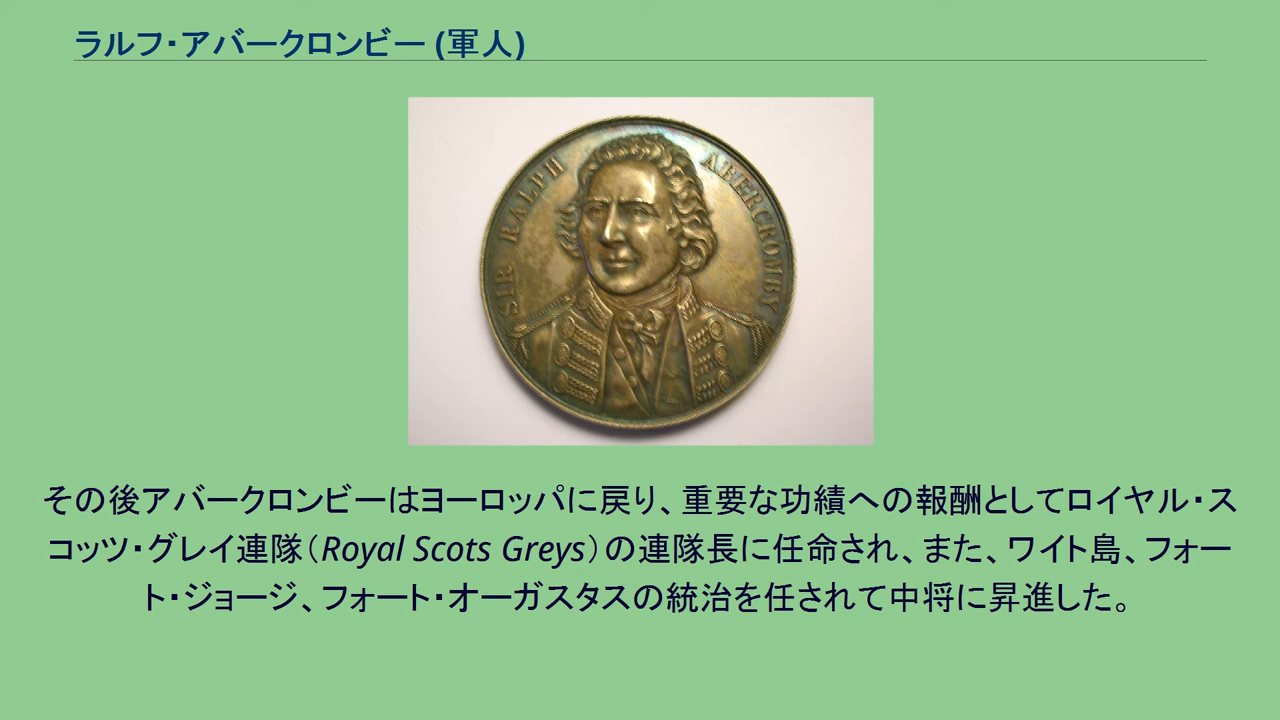 ラルフ・アバークロンビー (軍人)
SIR RALPH ABERCROMBY
その後アバークロンビーはヨーロッパに戻り、重要な功績への報酬としてロイヤル・ス
コッツ・グレイ連隊（Royal Scots Greys）の連隊長に任命され、また、ワイト島、フォー
ト・ジョージ、フォート・オーガスタスの統治を任されて中将に昇進した。